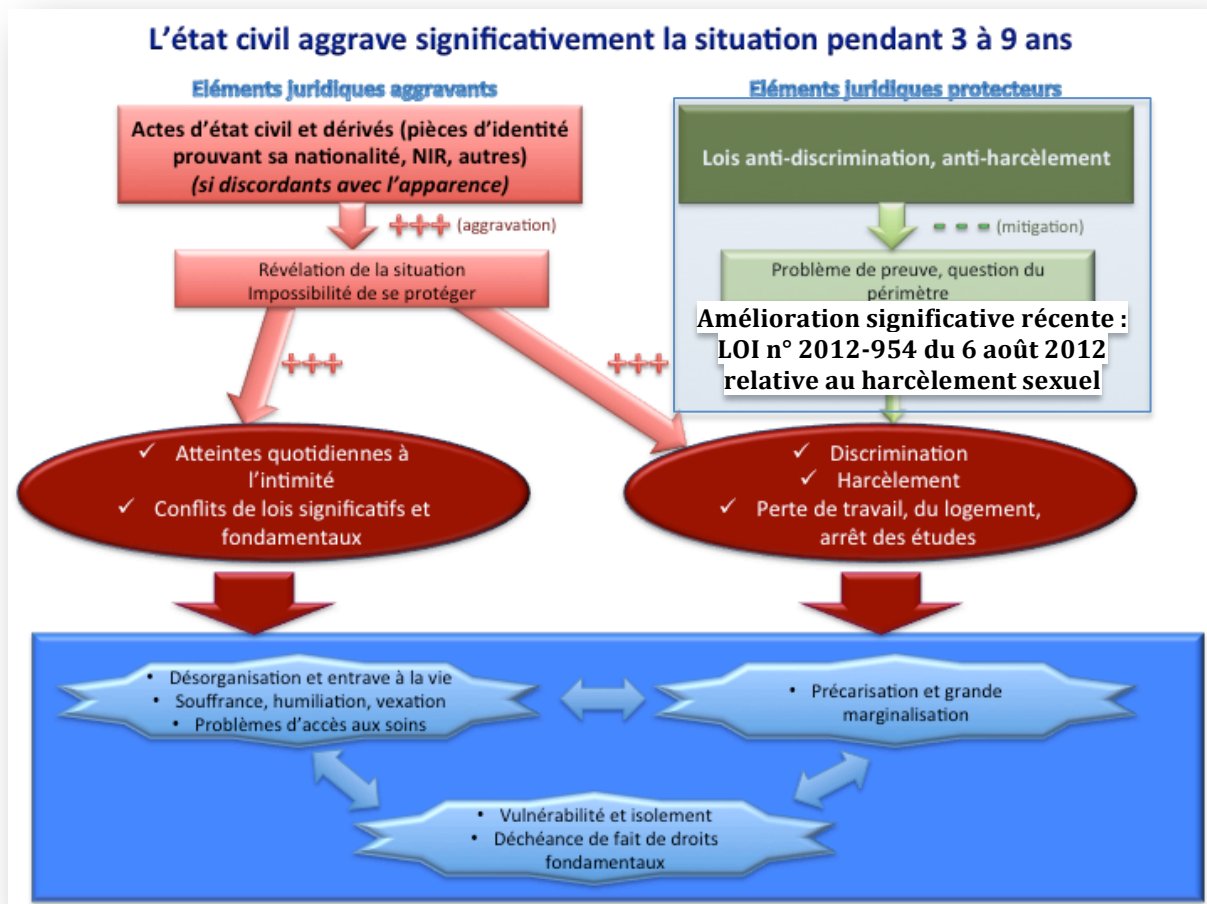 L'état civil aggrave significativement la situation pendant 3 à 9 ans
Eléments juridiques aggravants
Actes d'état civil et dérivés (pièces d'identité
prouvant sa nationalité, NIR, autres)
(si discordants avec l'apparence)
+++ (aggravation)
Révélation de la situation
Impossibilité de se protéger
+++
+++
Eléments juridiques protecteurs
Lois anti-discrimination, anti-harcèlement
- - - (mitigation)
Problème de preuve, question du
périmètre
Amélioration significative récente :
LOI n° 2012-954 du 6 août 2012
relative au harcèlement sexuel
✓ Atteintes quotidiennes à
l'intimité
✓ Conflits de lois significatifs et
fondamentaux
✓ Discrimination
✓ Harcèlement
✓ Perte de travail, du logement,
arrêt des études
• Désorganisation et entrave à la vie
• Souffrance, humiliation, vexation
• Problèmes d'accès aux soins
• Précarisation et grande
marginalisation
• Vulnérabilité et isolement
• Déchéance de fait de droits
fondamentaux